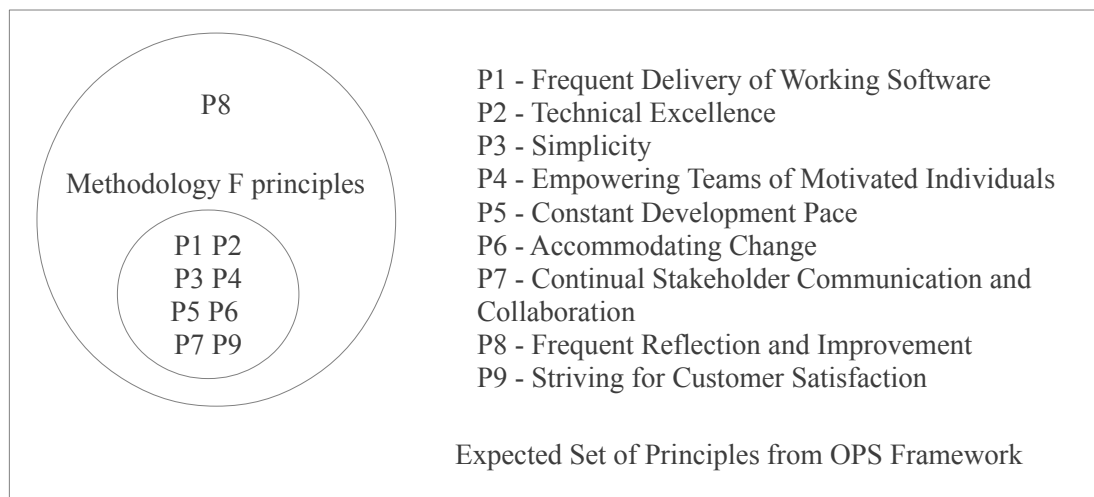 P8
Methodology F principles
P1 P2
P3 P4
P5 P6
P7 P9
P1 - Frequent Delivery of Working Software
P2 - Technical Excellence
P3 - Simplicity
P4 - Empowering Teams of Motivated Individuals
P5 - Constant Development Pace
P6 - Accommodating Change
P7 - Continual Stakeholder Communication and
Collaboration
P8 - Frequent Reflection and Improvement
P9 - Striving for Customer Satisfaction
Expected Set of Principles from OPS Framework